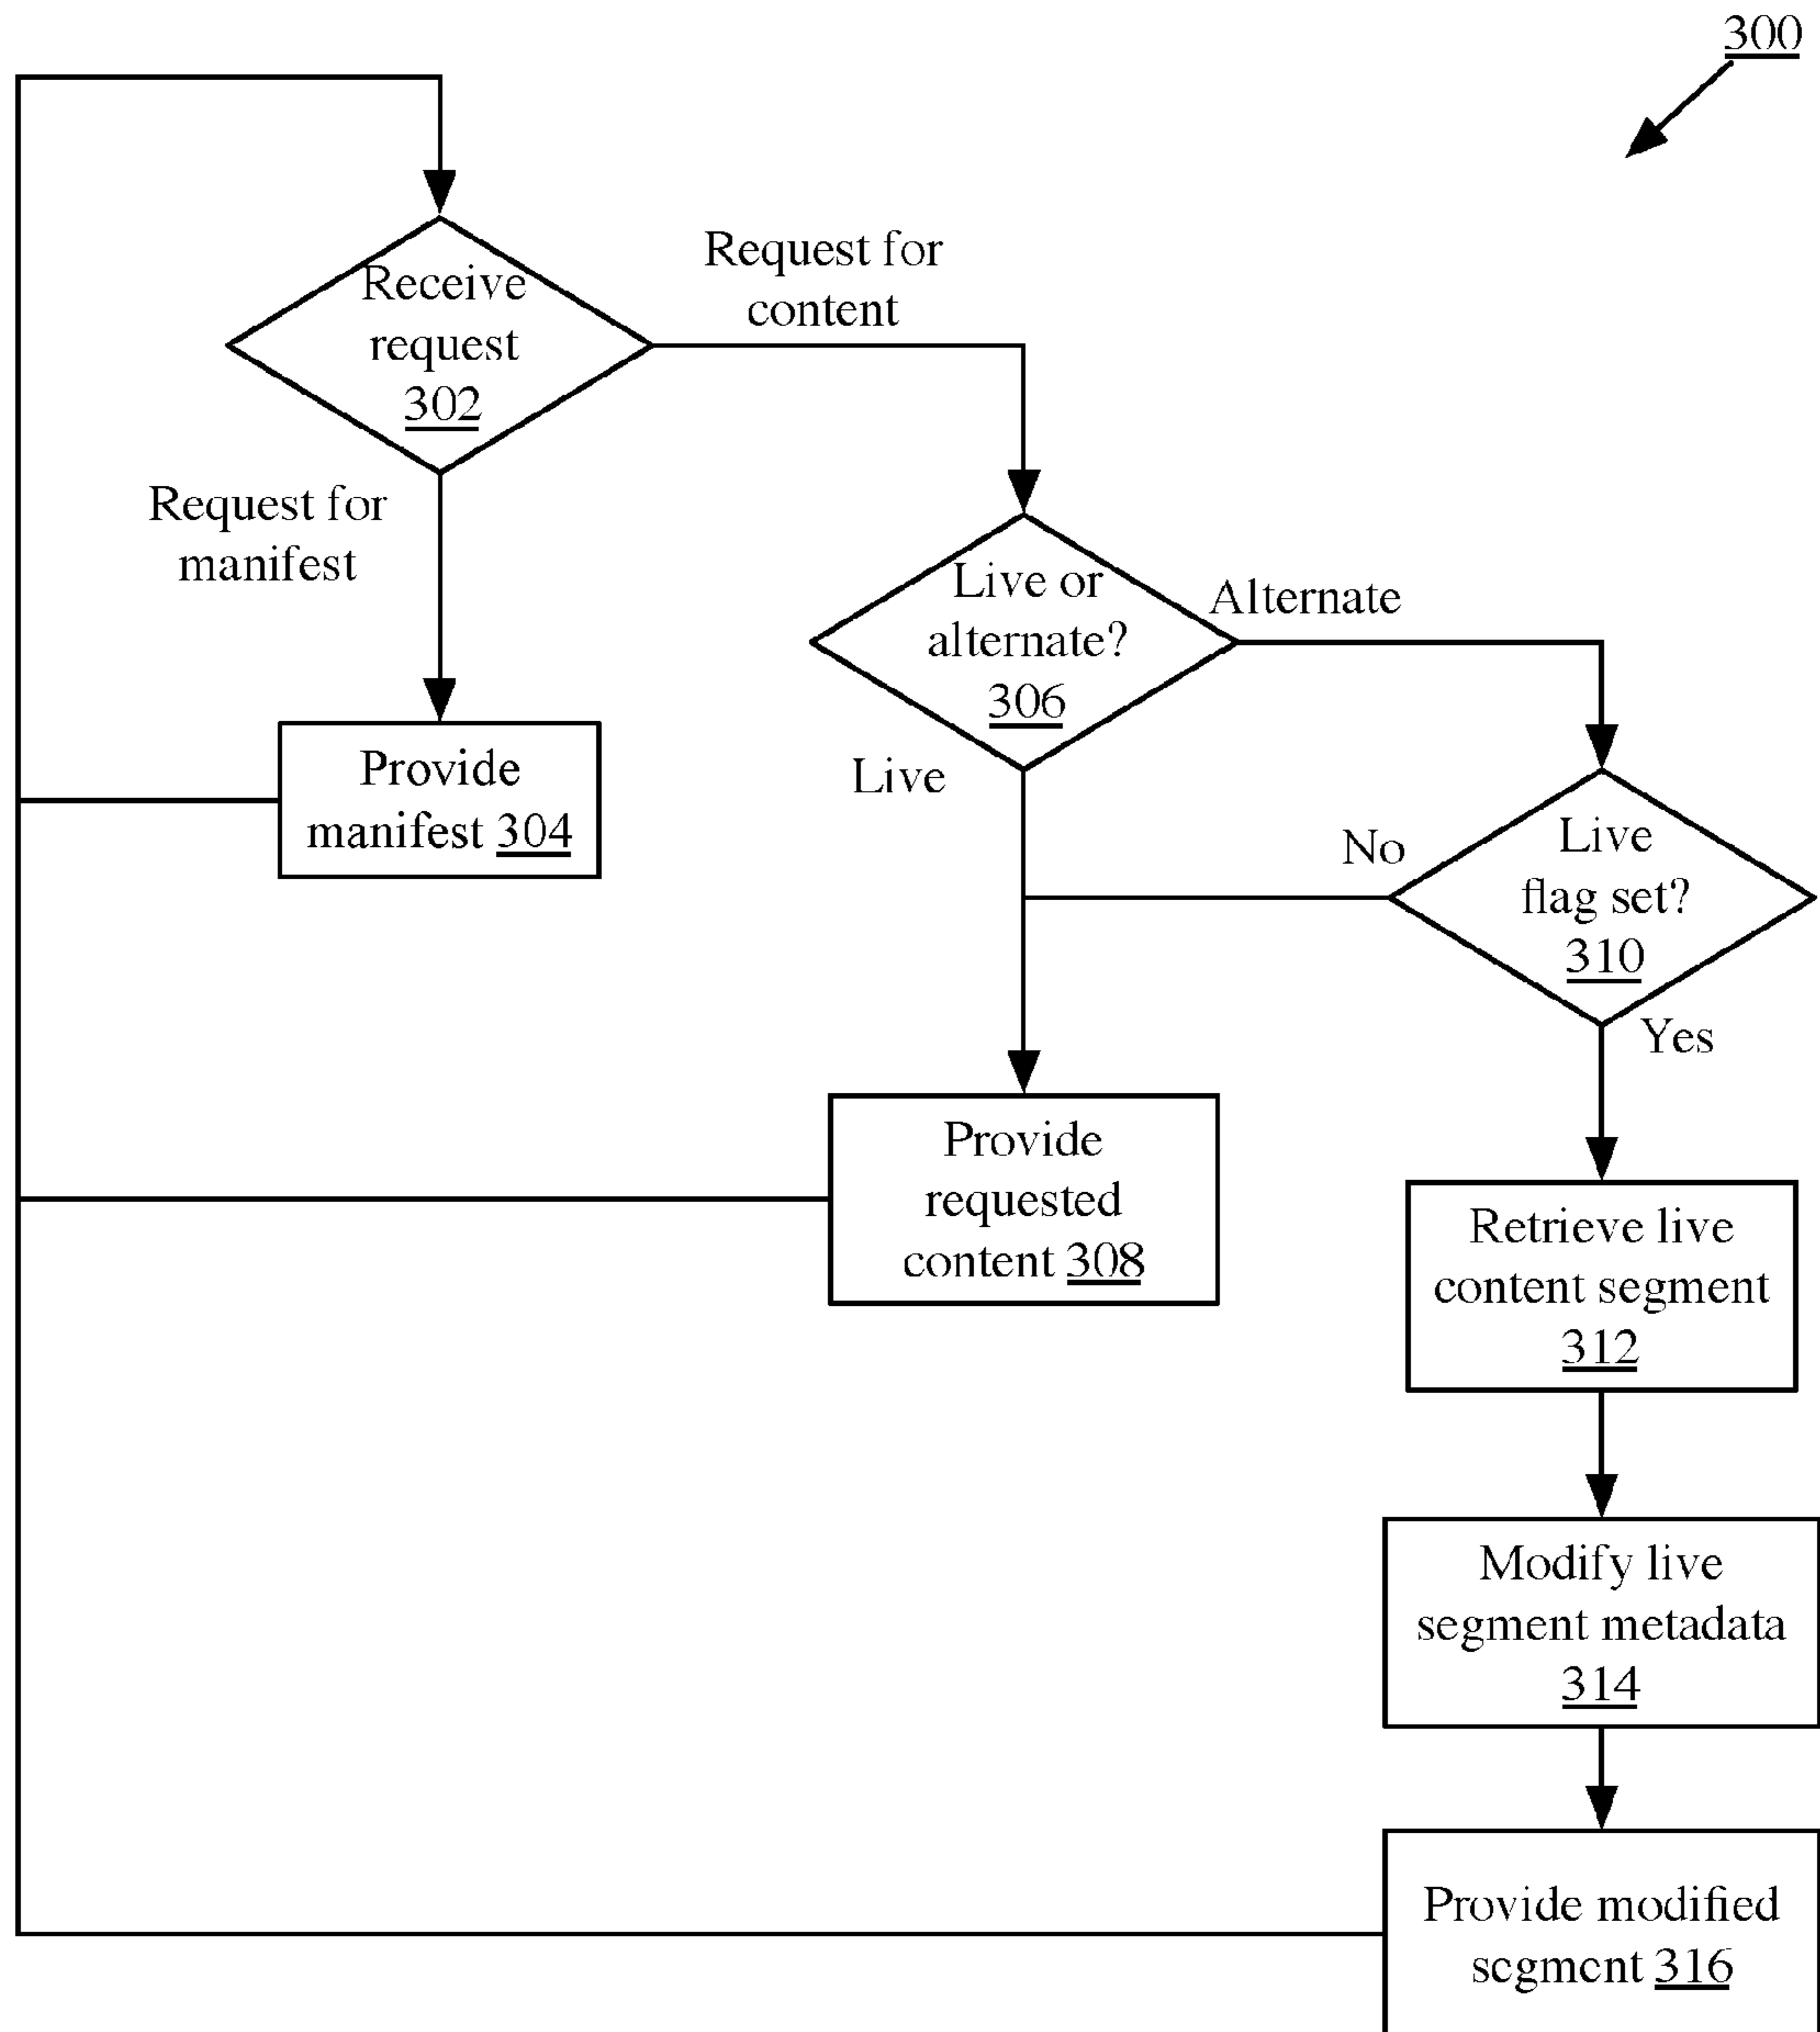 300
Receive
request
302
Request for
content
Request for
manifest
Provide
manifest 304
Live or
alternate?
306
Alternate
Live
No
Live
flag set?
310
Yes
Provide
requested
content 308
Retrieve live
content segment
312
Modify live
segment metadata
314
Provide modified
segment 316